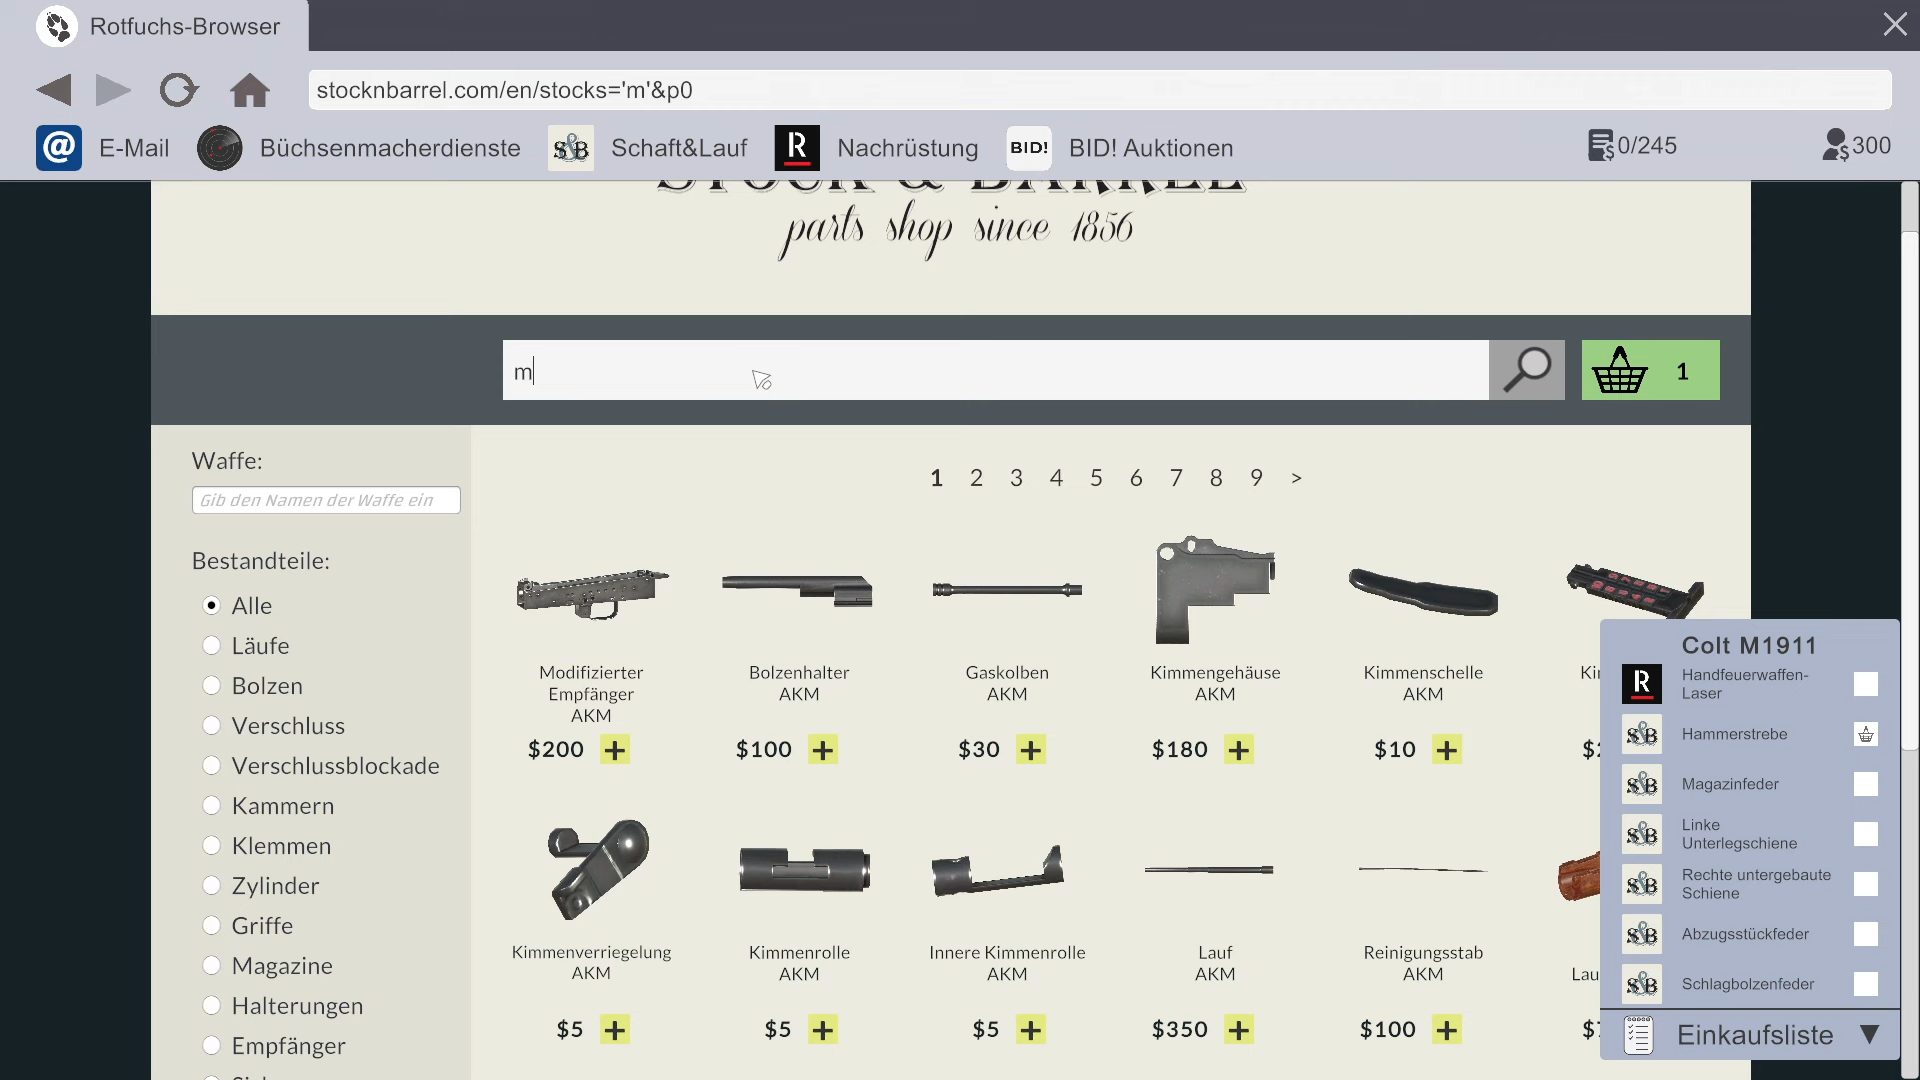 Rotfuchs-Browser
stocknbarrel.com/en/stocks='m'&p0
@ E-Mail
Büchsenmacherdienste
S&B Schaft&Lauf
R Nachrüstung
BID! BID! Auktionen
0/245
300
STOCK & BARREL
parts shop since 1856
m
1
Waffe:
Gib den Namen der Waffe ein
Bestandteile:
Alle
Läufe
Bolzen
Verschluss
Verschlussblockade
Kammern
Klemmen
Zylinder
Griffe
Magazine
Halterungen
Empfänger
1 2 3 4 5 6 7 8 9 >
Modifizierter
Empfänger
AKM
$200 +
Bolzenhalter
AKM
$100 +
Gaskolben
AKM
$30 +
Kimmengehäuse
AKM
$180 +
Kimmenschelle
AKM
$10 +
Kimmenverriegelung
AKM
$5 +
Kimmenrolle
AKM
$5 +
Innere Kimmenrolle
AKM
$5 +
Lauf
AKM
$350 +
Reinigungsstab
AKM
$100 +
Colt M1911
R Handfeuerwaffen-
Laser
S&B Hammerstrebe
S&B Magazinfeder
S&B Linke
Unterlegschiene
S&B Rechte untergebaute
Schiene
S&B Abzugsstückfeder
S&B Schlagbolzenfeder
Einkaufsliste